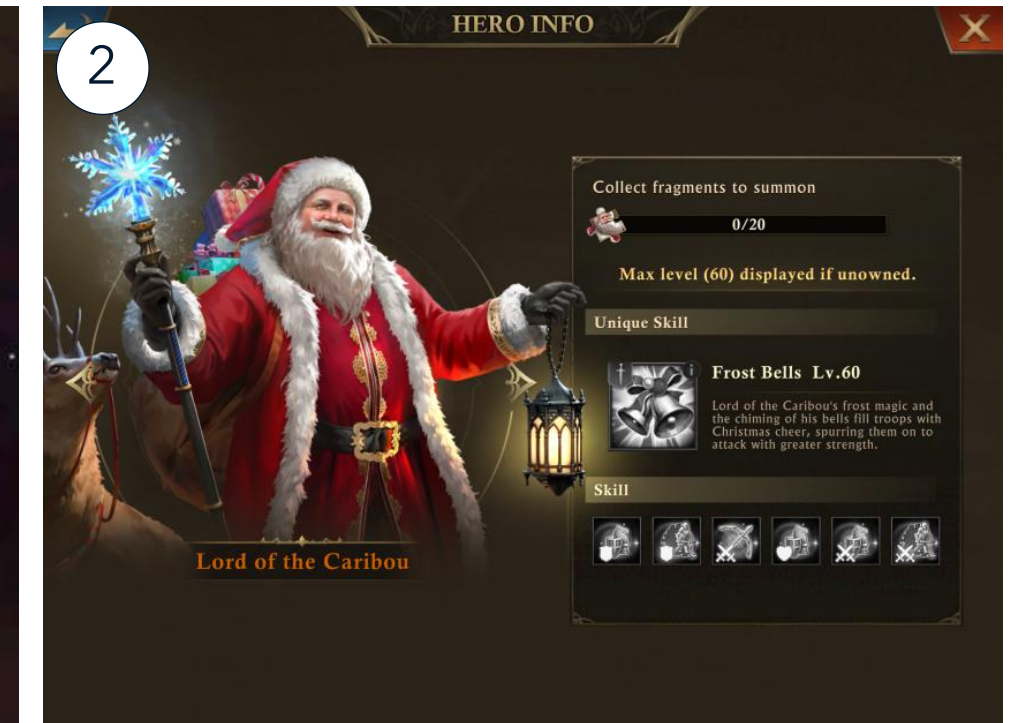 2
HERO INFO
Collect fragments to summon
0/20
Max level (60) displayed if unowned.
Unique Skill
Frost Bells Lv.60
Lord of the Caribou's frost magic and
the chiming of his bells fill troops with
Christmas cheer, spurring them on to
attack with greater strength.
Skill
Lord of the Caribou